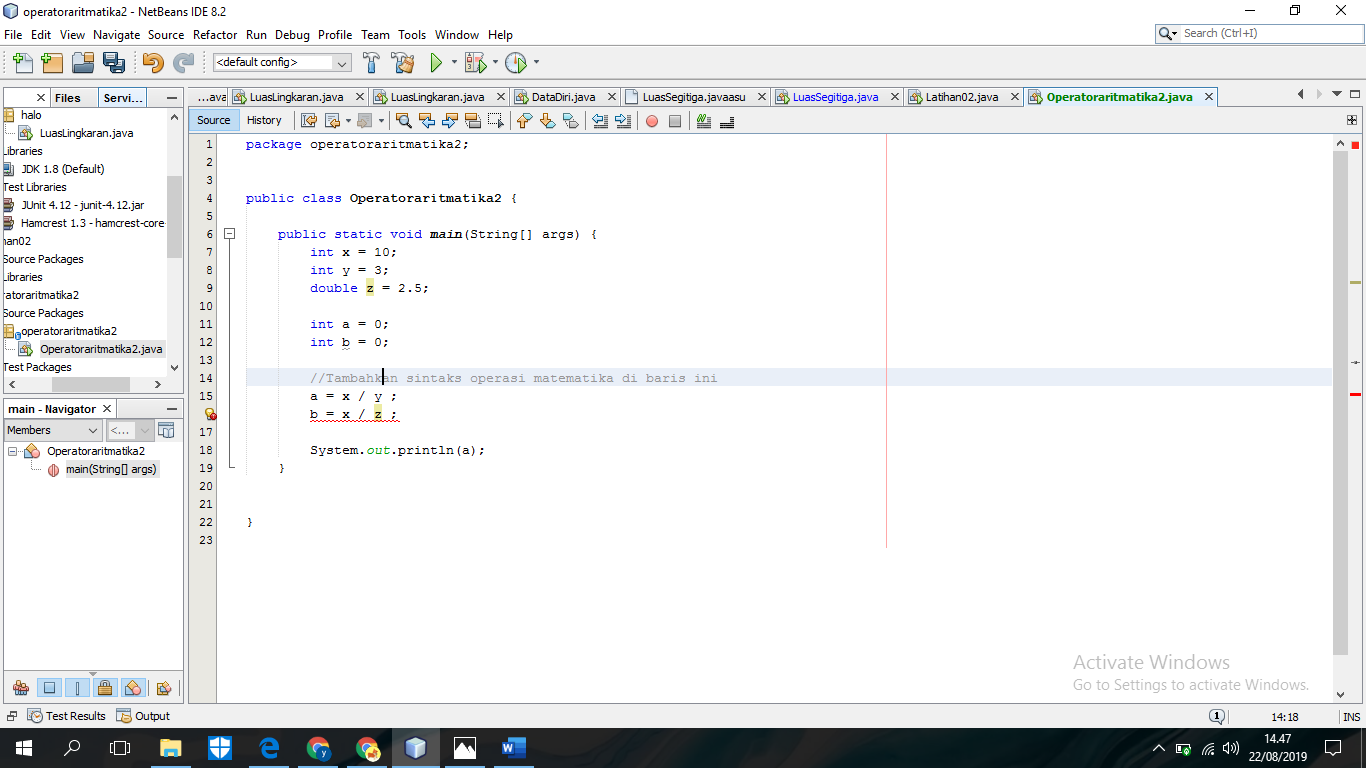 operatoraritmatika2 - NetBeans IDE 8.2
File Edit View Navigate Source Refactor Run Debug Profile Team Tools Window Help
Search (Ctrl+I)
<default config>
Files Servi...
...ava LuasLingkaran.java LuasLingkaran.java DataDiri.java LuasSegitiga.javaasu LuasSegitiga.java Latihan02.java Operatoraritmatika2.java
Source History
halo
LuasLingkaran.java
ibraries
JDK 1.8 (Default)
Test Libraries
JUnit 4.12 - junit-4.12.jar
Hamcrest 1.3 - hamcrest-core
an02
Source Packages
ibraries
ratoraritmatika2
Source Packages
operatoraritmatika2
Operatoraritmatika2.java
Test Packages
main - Navigator
Members <...
Operatoraritmatika2
main(String[] args)
1 package operatoraritmatika2;
2
3
4 public class Operatoraritmatika2 {
5
6 public static void main(String[] args) {
7 int x = 10;
8 int y = 3;
9 double z = 2.5;
10
11 int a = 0;
12 int b = 0;
13
14 //Tambahkan sintaks operasi matematika di baris ini
15 a = x / y ;
b = x / z ;
17
18 System.out.println(a);
19 }
20
21
22 }
23
Activate Windows
Go to Settings to activate Windows.
Test Results Output
1 14:18 INS
14.47
22/08/2019